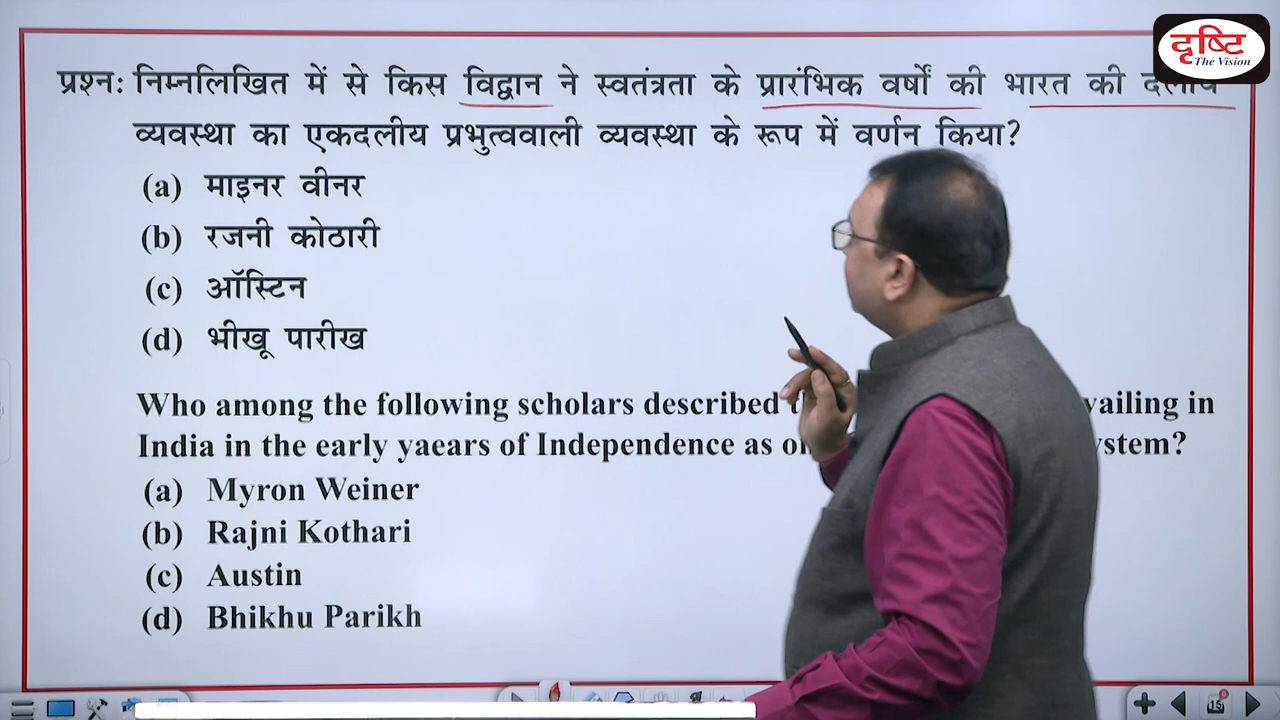 दृष्टि
The Vision
प्रश्न: निम्नलिखित में से किस विद्वान ने स्वतंत्रता के प्रारंभिक वर्षों की भारत की
व्यवस्था का एकदलीय प्रभुत्ववाली व्यवस्था के रूप में वर्णन किया?
(a) माइनर वीनर
(b) रजनी कोठारी
(c) ऑस्टिन
(d) भीखू पारीख
Who among the following scholars described in
India in the early yaears of Independence as
(a) Myron Weiner
(b) Rajni Kothari
(c) Austin
(d) Bhikhu Parikh
15